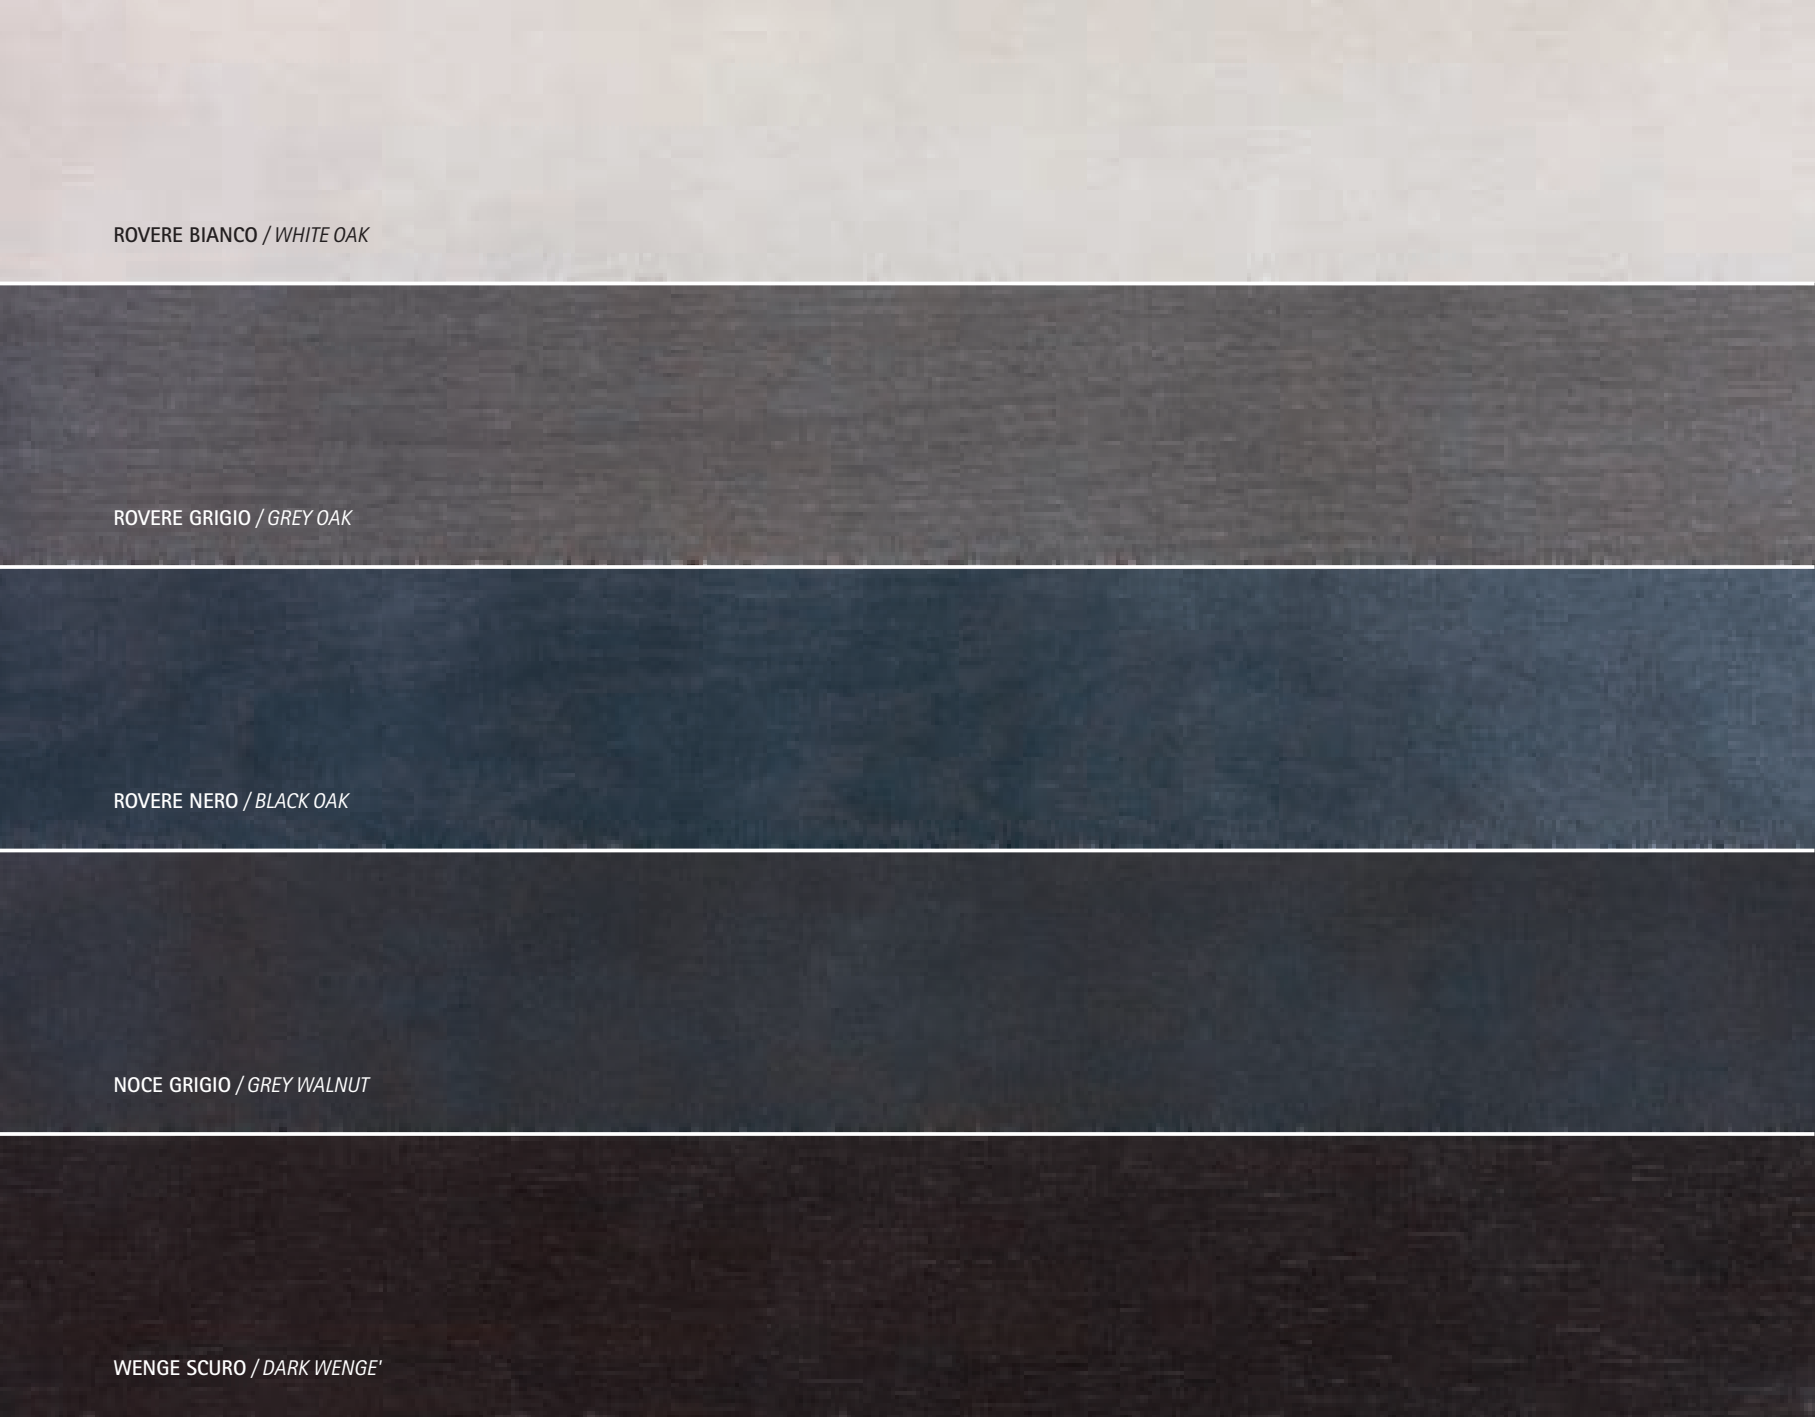 ROVERE BIANCO / WHITE OAK
ROVERE GRIGIO / GREY OAK
ROVERE NERO / BLACK OAK
NOCE GRIGIO / GREY WALNUT
WENGE SCURO / DARK WENGE'